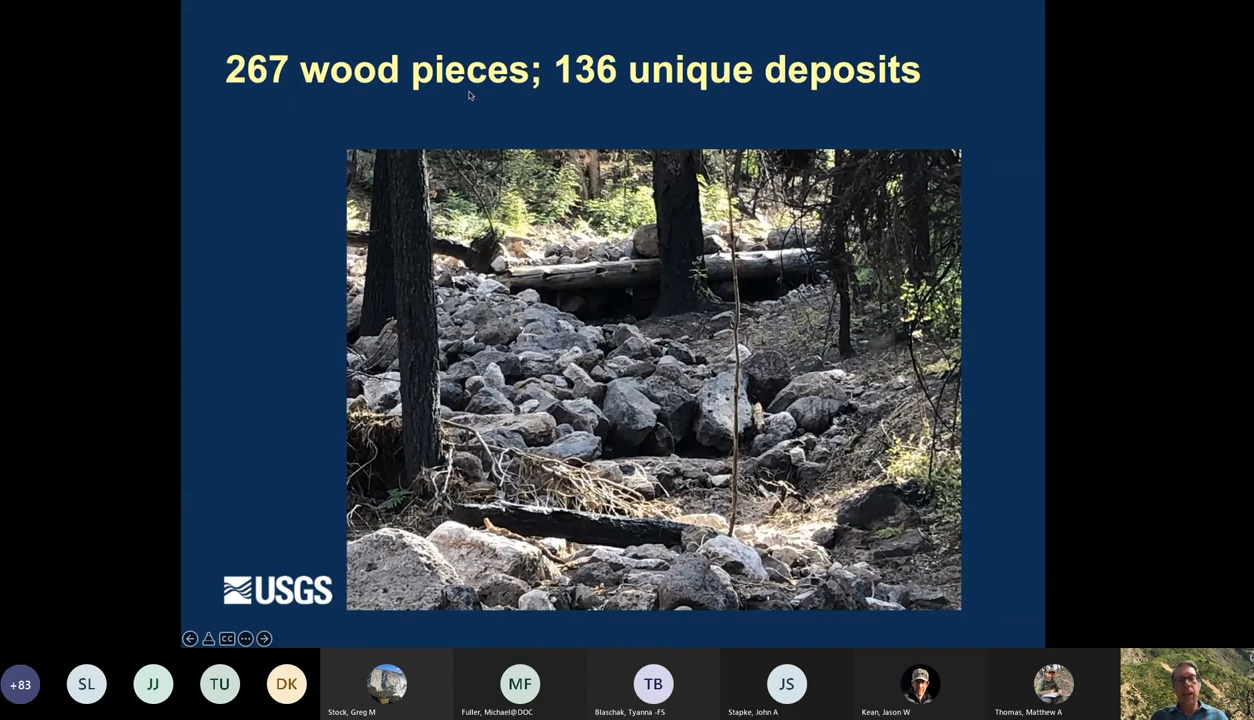 267 wood pieces; 136 unique deposits
USGS
CC
+83
SL
JJ
TU
DK
MF
TB
JS
Stock, Greg M
Fuller, Michael@DOC
Blaschak, Tyanna -FS
Stapke, John A
Kean, Jason W
Thomas, Matthew A